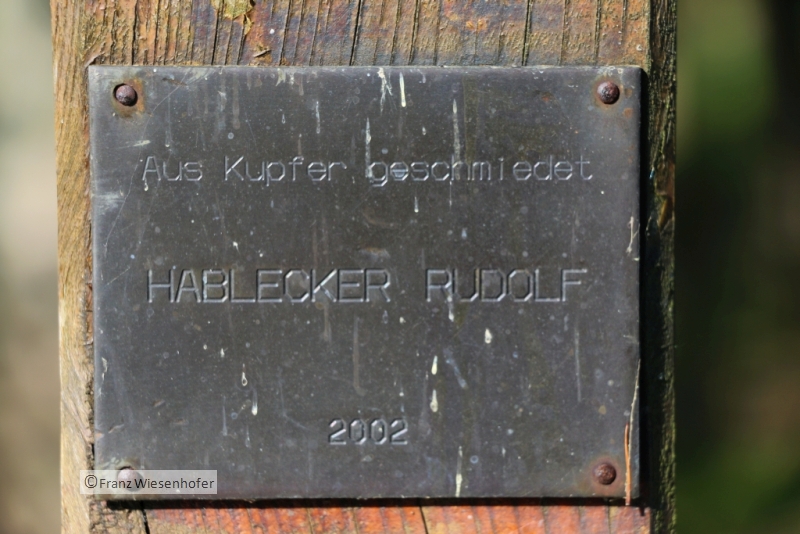 Aus Kupfer geschmiedet
HABLECKER RUDOLF
2002
©Franz Wiesenhofer